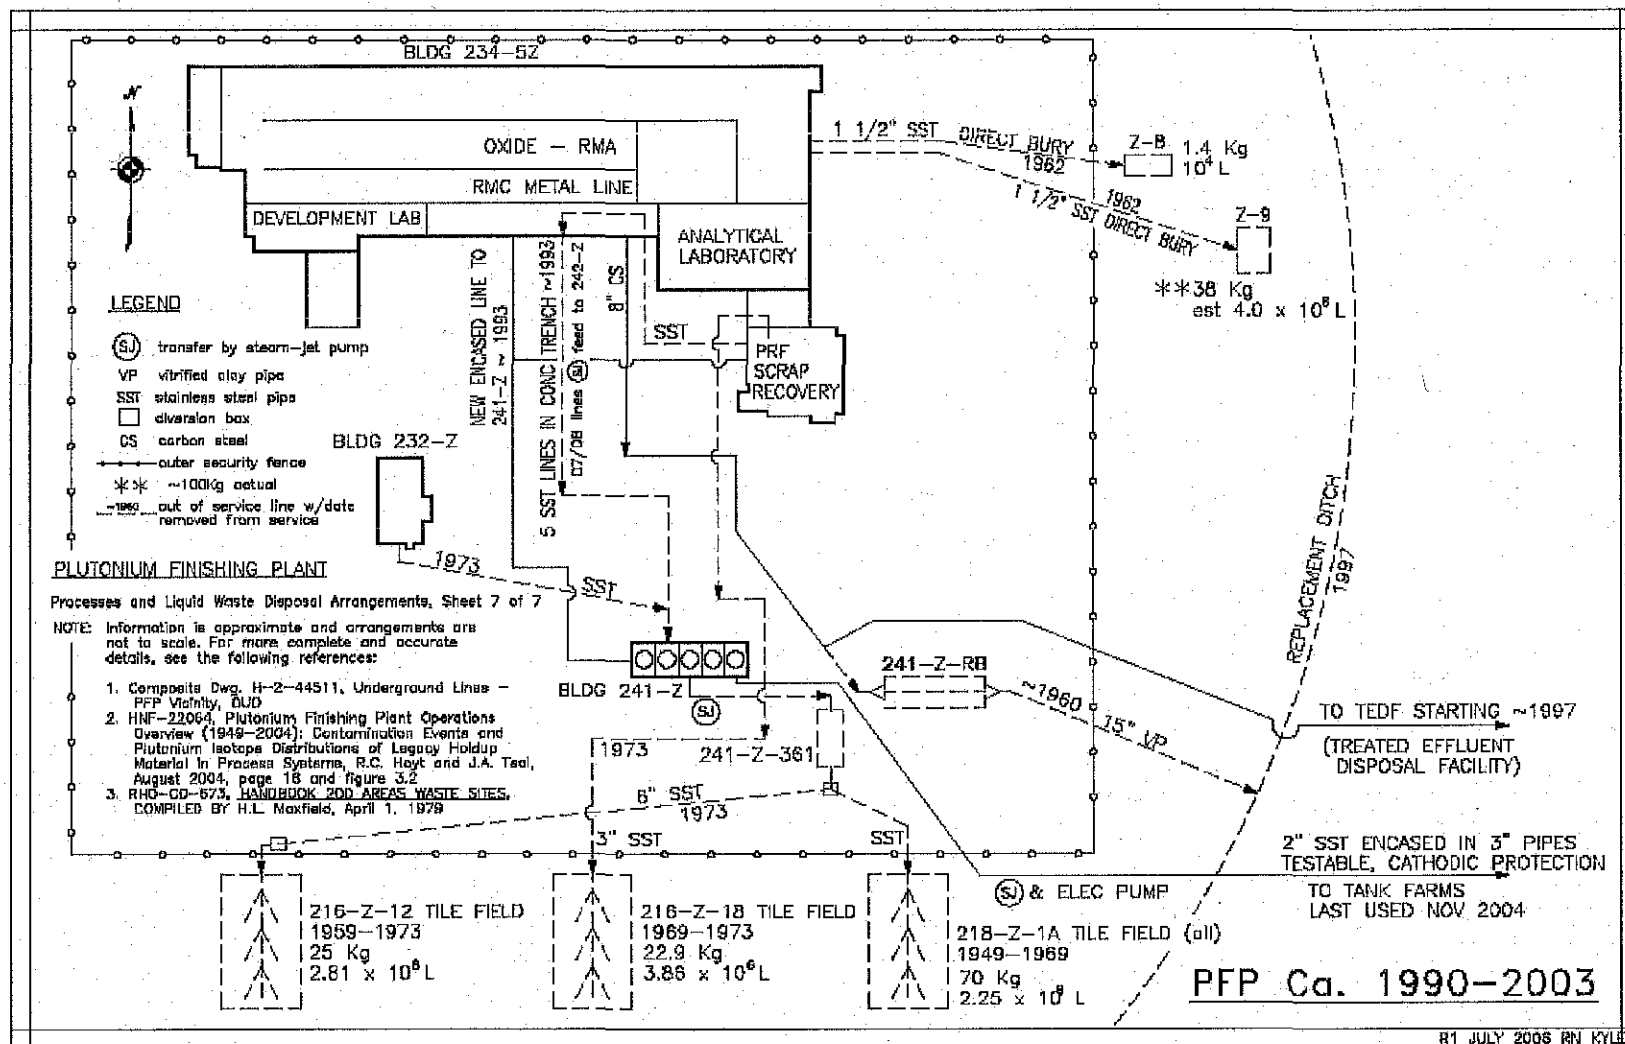 BLDG 234-5Z
N
OXIDE - RMA
RMC METAL LINE
DEVELOPMENT LAB
ANALYTICAL
LABORATORY
PRF
SCRAP
RECOVERY
1 1/2" SST DIRECT BURY
1962
Z-8 1.4 Kg
10⁴ L
1962
1 1/2" SST DIRECT BURY
Z-9
**38 Kg
est 4.0 x 10⁶ L
NEW ENCASED LINE TO
241-Z ~ 1993
5 SST LINES IN CONC TRENCH ~1993
D7/D8 lines SJ feed to 242-Z
8" CS
SST
LEGEND
SJ transfer by steam-jet pump
VP vitrified clay pipe
SST stainless steel pipe
diversion box
CS carbon steel
outer security fence
** ~100Kg actual
~1960 out of service line w/date
removed from service
BLDG 232-Z
1973
SST
PLUTONIUM FINISHING PLANT
Processes and Liquid Waste Disposal Arrangements, Sheet 7 of 7
NOTE: Information is approximate and arrangements are
not to scale. For more complete and accurate
details, see the following references:
1. Composite Dwg. H-2-44511, Underground Lines -
PFP Vicinity, OUO
2. HNF-22064, Plutonium Finishing Plant Operations
Overview (1949-2004): Contamination Events and
Plutonium Isotope Distributions of Legacy Holdup
Material in Process Systems, R.C. Hoyt and J.A. Teal,
August 2004, page 18 and figure 3.2
3. RHO-CD-673, HANDBOOK 200 AREAS WASTE SITES,
COMPILED BY H.L. Maxfield, April 1, 1979
BLDG 241-Z
SJ
241-Z-361
241-Z-RB
~1960 15" VP
REPLACEMENT DITCH
1997
TO TEDF STARTING ~1997
(TREATED EFFLUENT
DISPOSAL FACILITY)
1973
6" SST
1973
3" SST
SST
2" SST ENCASED IN 3" PIPES
TESTABLE, CATHODIC PROTECTION
SJ & ELEC PUMP
TO TANK FARMS
LAST USED NOV 2004
216-Z-12 TILE FIELD
1959-1973
25 Kg
2.81 x 10⁸ L
216-Z-18 TILE FIELD
1969-1973
22.9 Kg
3.86 x 10⁶ L
218-Z-1A TILE FIELD (all)
1949-1969
70 Kg
2.25 x L
PFP Ca. 1990-2003
R1 JULY 2006 RN KYLE